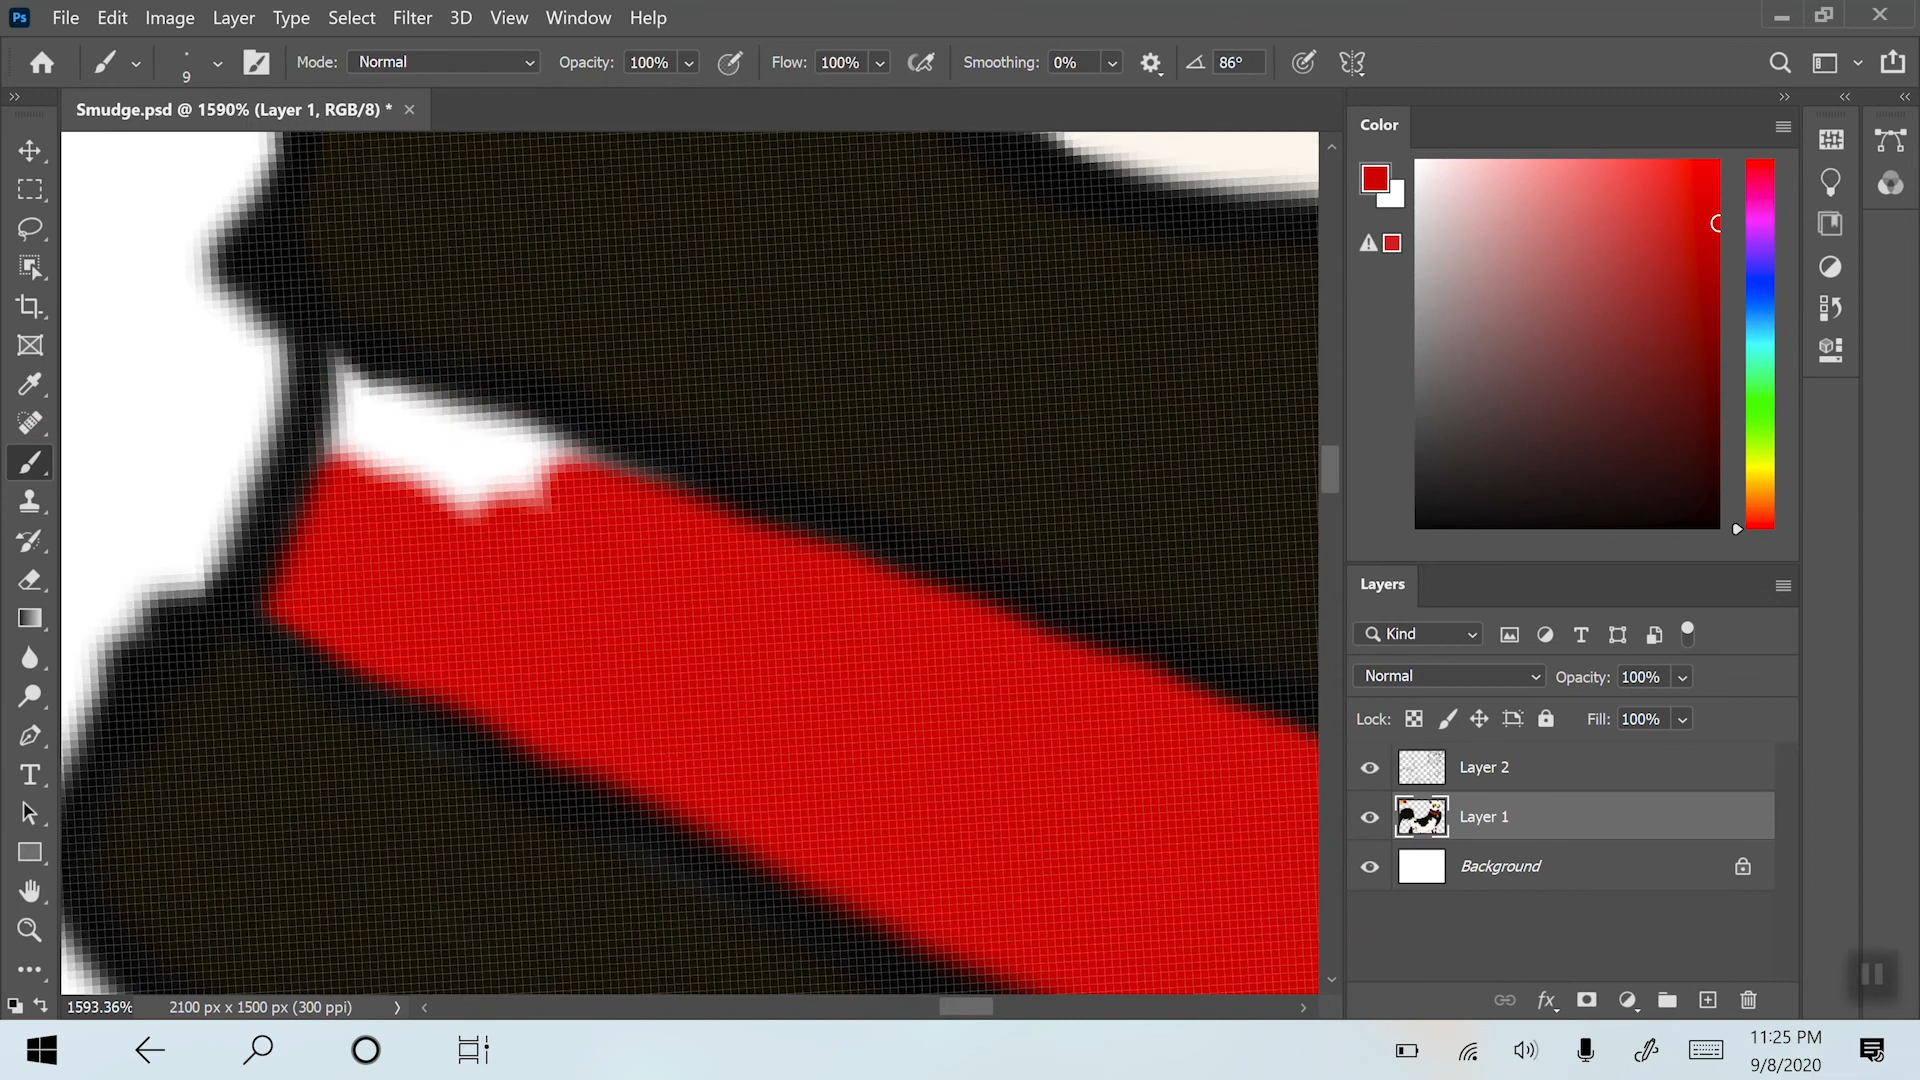 Ps File Edit Image Layer Type Select Filter 3D View Window Help
9 Mode: Normal Opacity: 100% Flow: 100% Smoothing: 0% 86°
Smudge.psd @ 1590% (Layer 1, RGB/8) *
Color
Layers
Kind
Normal Opacity: 100%
Lock: Fill: 100%
Layer 2
Layer 1
Background
1593.36% 2100 px x 1500 px (300 ppi)
11:25 PM
9/8/2020